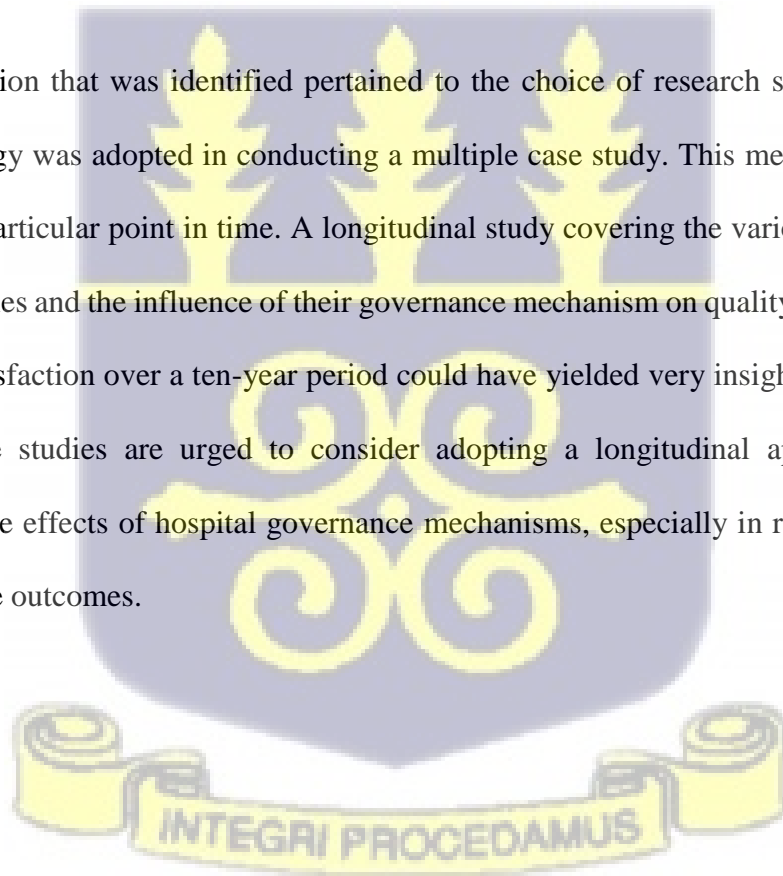 ion that was identified pertained to the choice of research s
gy was adopted in conducting a multiple case study. This me
articular point in time. A longitudinal study covering the vari
es and the influence of their governance mechanism on quality
sfaction over a ten-year period could have yielded very insigh
e studies are urged to consider adopting a longitudinal a
e effects of hospital governance mechanisms, especially in r
e outcomes.
INTEGRI PROCEDAMUS